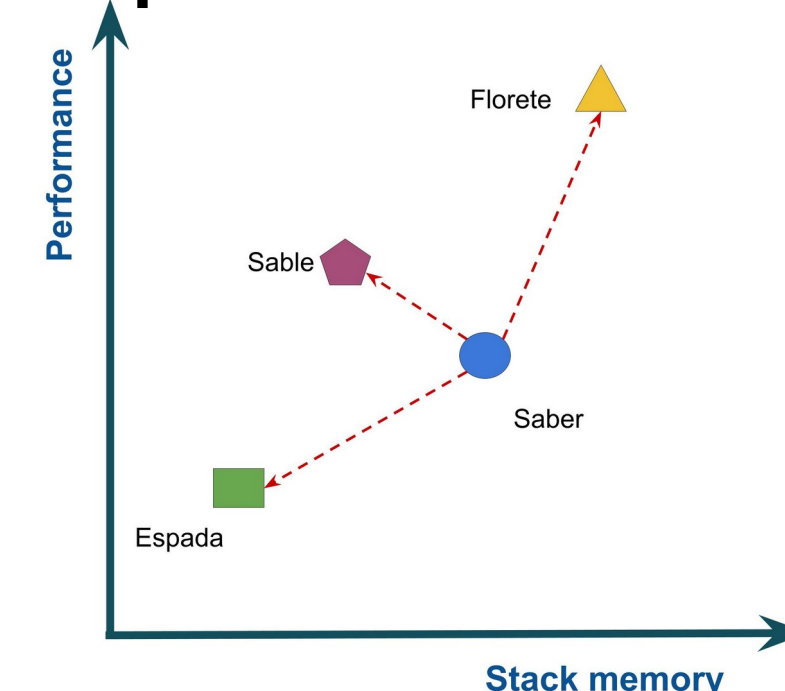 Performance
Florete
Sable
Saber
Espada
Stack memory